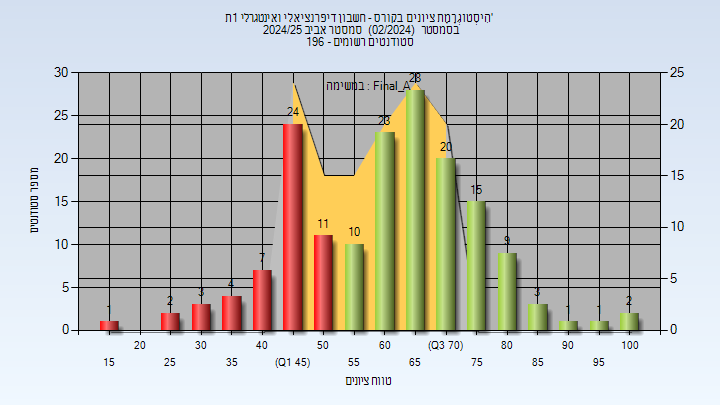 היסטוגרמת ציונים בקורס - חשבון דיפרנציאלי ואינטגרלי 1ת'
בסמסטר (02/2024) סמסטר אביב 2024/25
סטודנטים רשומים - 196
במשימה : Final_A
מספר סטודנטים
30 25 20 15 10 5 0
25 20 15 10 5 0
1 2 3 4 7 24 11 10 23 28 20 15 9 3 1 1 2
20 30 40 50 60 (Q3 70) 80 90 100
15 25 35 (Q1 45) 55 65 75 85 95
טווח ציונים